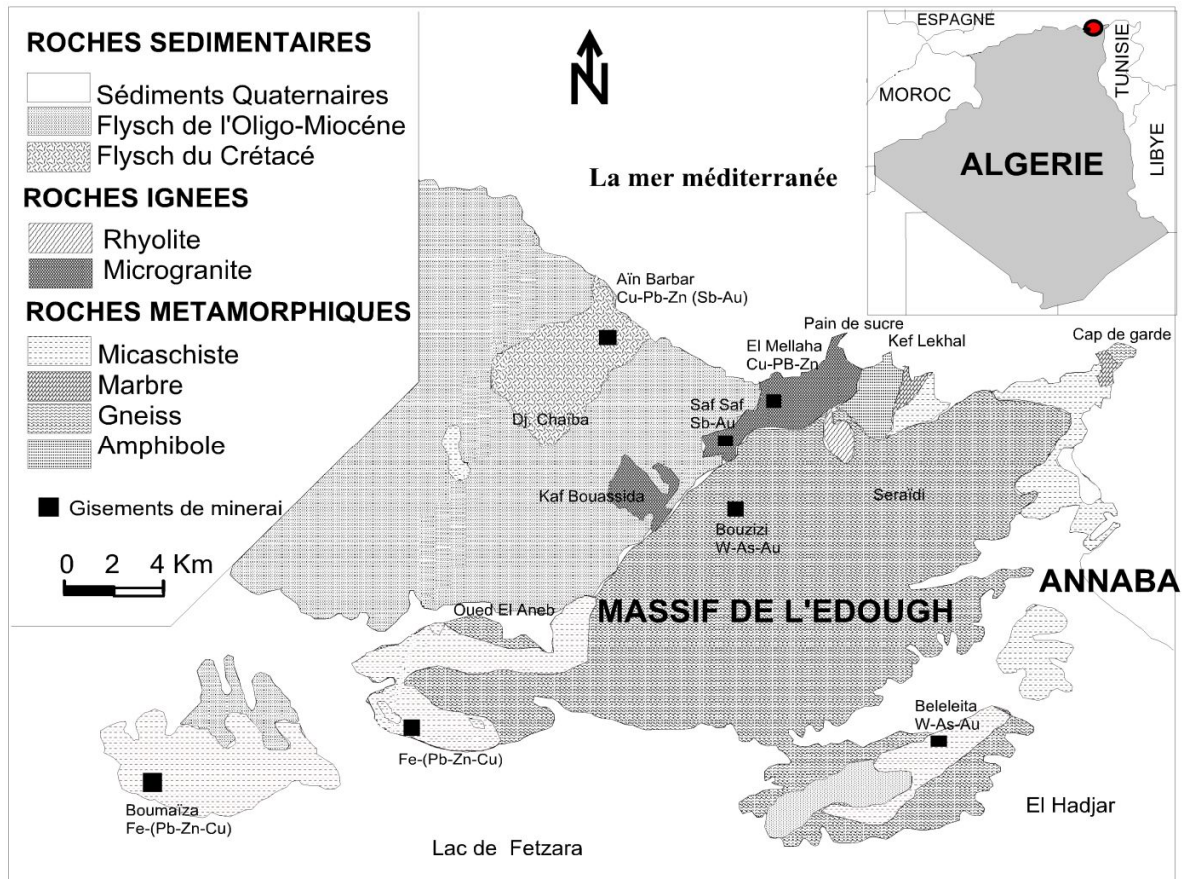 ROCHES SEDIMENTAIRES
Sédiments Quaternaires
Flysch de l'Oligo-Miocéne
Flysch du Crétacé
ROCHES IGNEES
Rhyolite
Microgranite
ROCHES METAMORPHIQUES
Micaschiste
Marbre
Gneiss
Amphibole
Gisements de minerai
0 2 4 Km
N
La mer méditerranée
ESPAGNE
MOROC
ALGERIE
TUNISIE
LIBYE
Aïn Barbar
Cu-Pb-Zn (Sb-Au)
Dj. Chaïba
Pain de sucre
El Mellaha
Cu-PB-Zn
Kef Lekhal
Cap de garde
Saf Saf
Sb-Au
Kaf Bouassida
Seraïdi
Bouzizi
W-As-Au
ANNABA
Oued El Aneb
MASSIF DE L'EDOUGH
Beleleita
W-As-Au
Fe-(Pb-Zn-Cu)
Boumaïza
Fe-(Pb-Zn-Cu)
El Hadjar
Lac de Fetzara